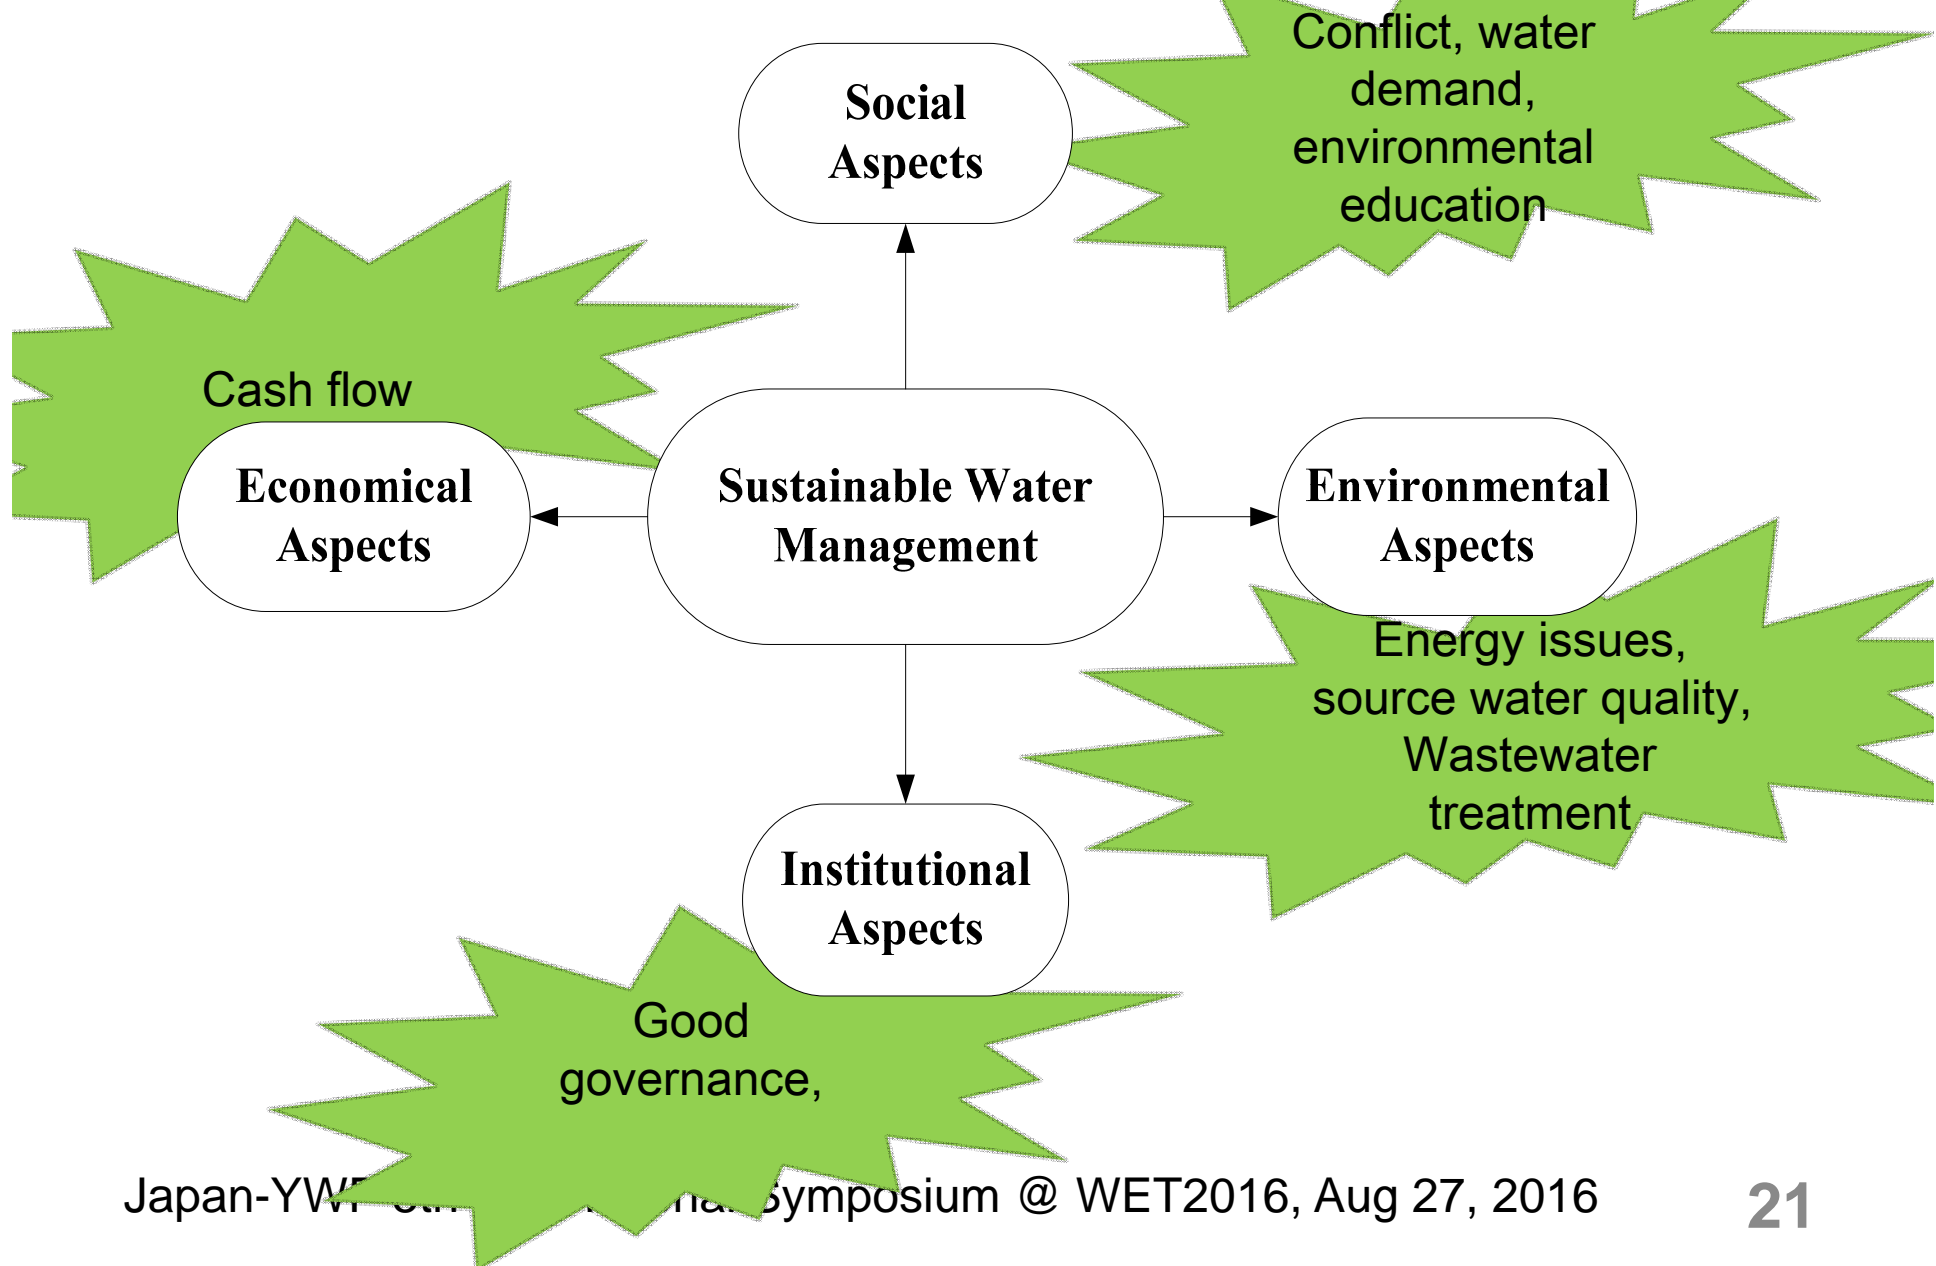 Conflict, water
demand,
environmental
education
Social
Aspects
Cash flow
Economical
Aspects
Sustainable Water
Management
Environmental
Aspects
Energy issues,
source water quality,
Wastewater
treatment
Institutional
Aspects
Good
governance,
Japan-YWP Symposium @ WET2016, Aug 27, 2016
21